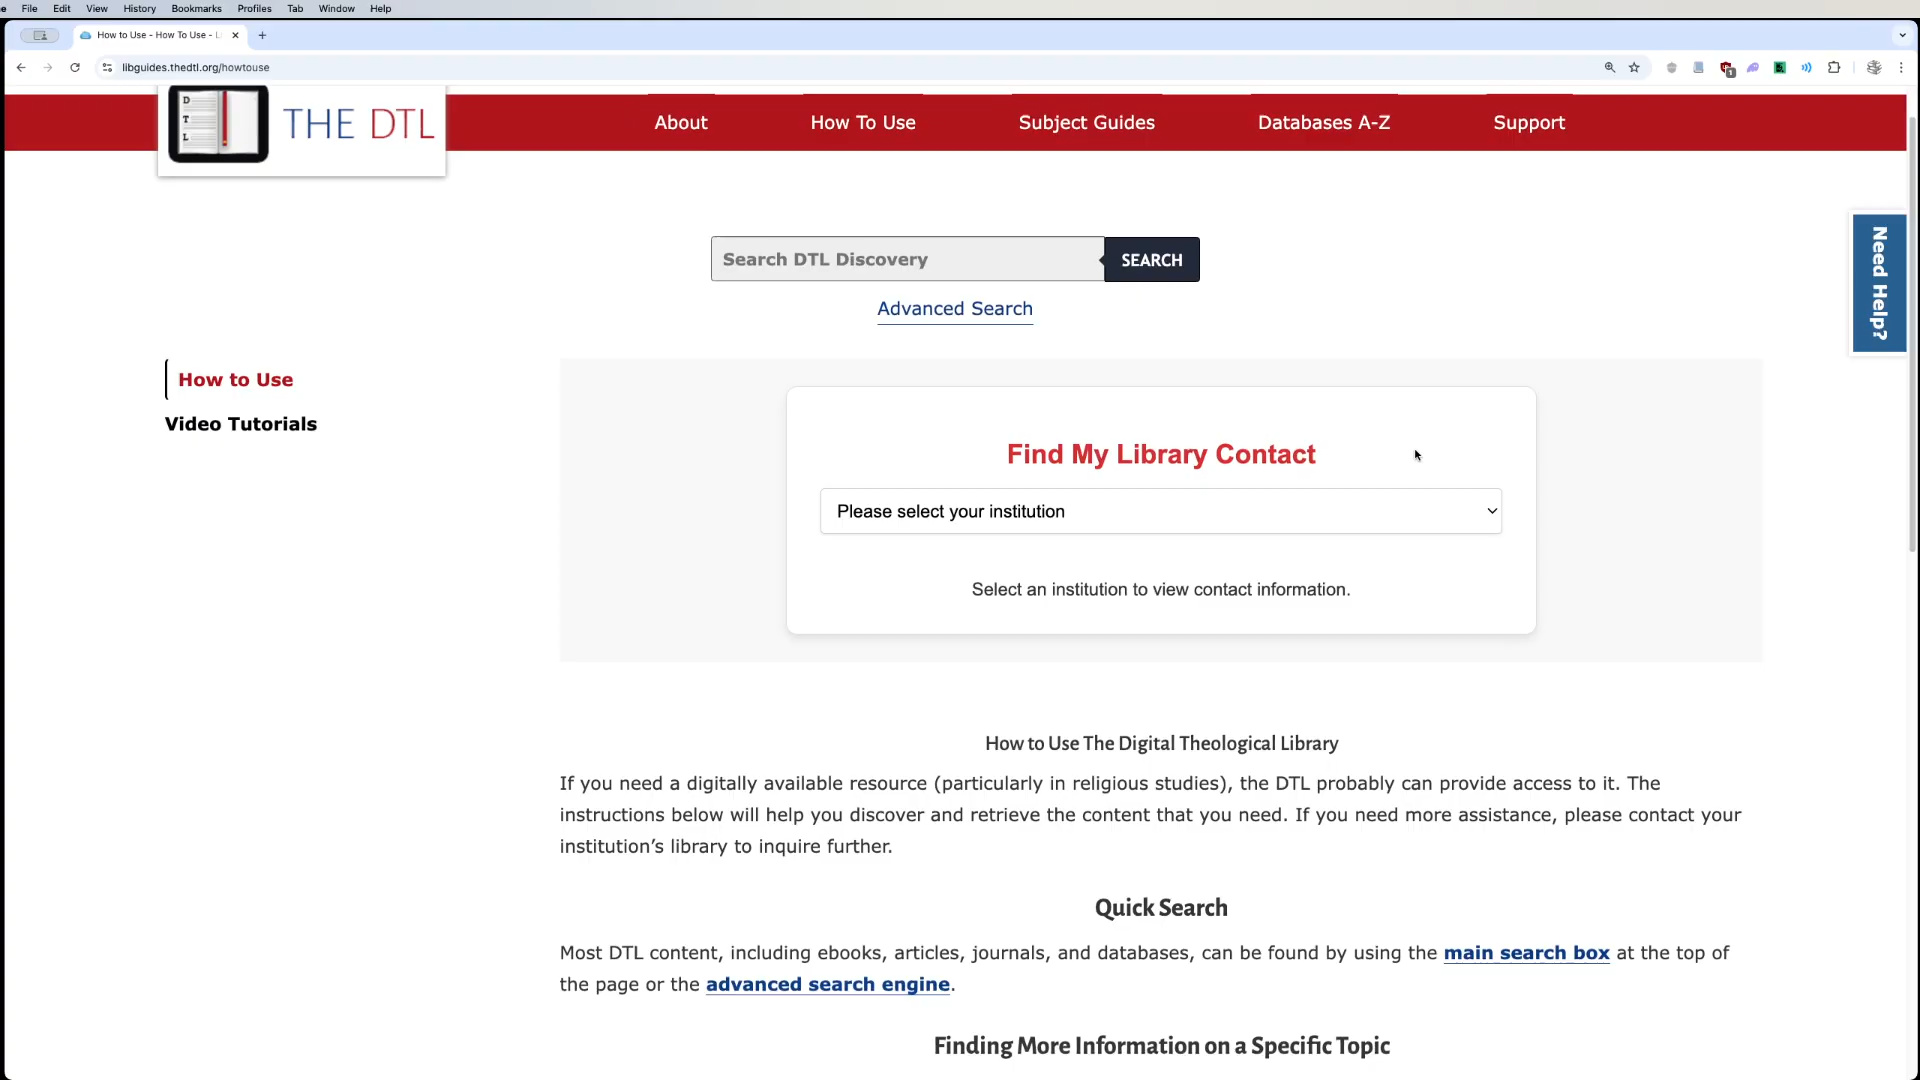 File Edit View History Bookmarks Profiles Tab Window Help
How to Use - How To Use - L
libguides.thedtl.org/howtouse
1
D
T
L
THE DTL
About
How To Use
Subject Guides
Databases A-Z
Support
Search DTL Discovery
SEARCH
Advanced Search
Need Help?
How to Use
Video Tutorials
Find My Library Contact
Please select your institution
Select an institution to view contact information.
How to Use The Digital Theological Library
If you need a digitally available resource (particularly in religious studies), the DTL probably can provide access to it. The
instructions below will help you discover and retrieve the content that you need. If you need more assistance, please contact your
institution’s library to inquire further.
Quick Search
Most DTL content, including ebooks, articles, journals, and databases, can be found by using the main search box at the top of
the page or the advanced search engine.
Finding More Information on a Specific Topic